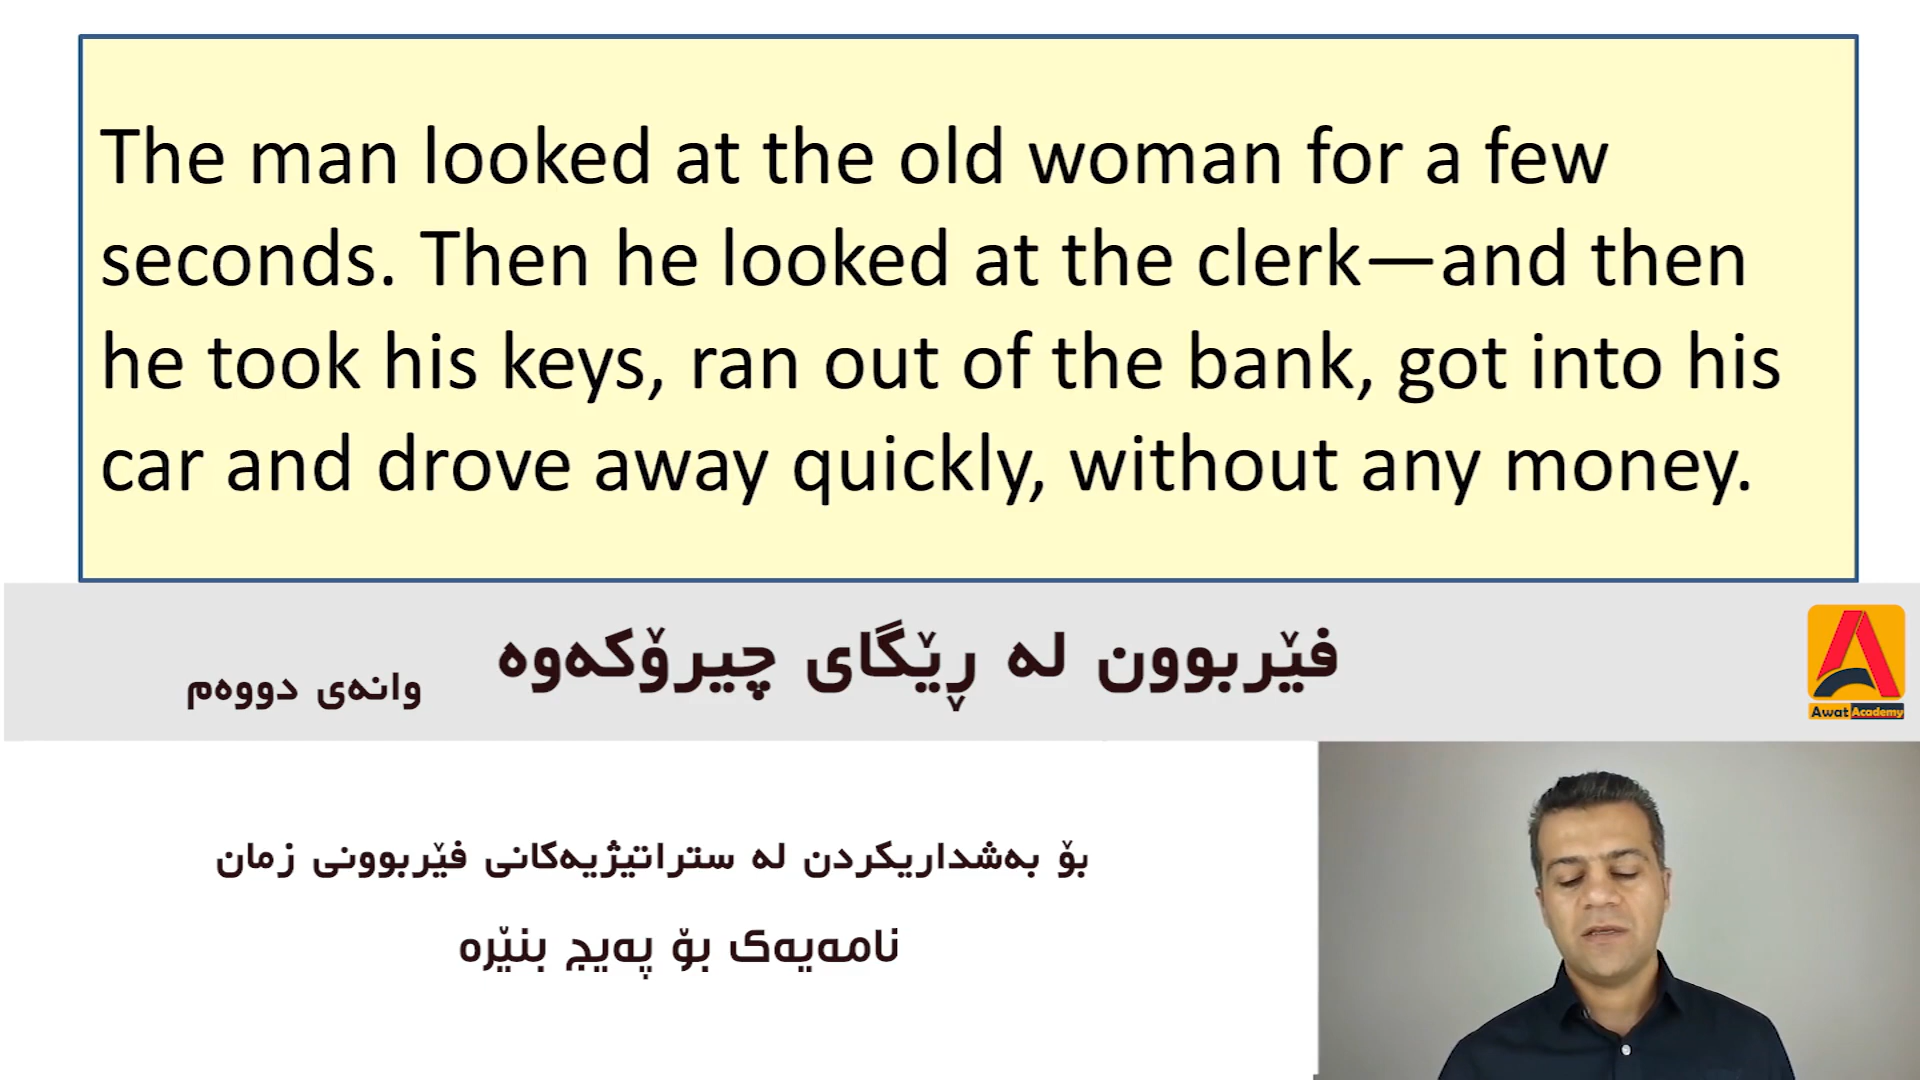 The man looked at the old woman for a few
seconds. Then he looked at the clerk—and then
he took his keys, ran out of the bank, got into his
car and drove away quickly, without any money.
فێربوون لە ڕێگای چیرۆکەوە
وانەی دووەم
Awat Academy
بۆ بەشداریکردن لە ستراتیژیەکانی فێربوونی زمان
نامەیەک بۆ پەیج بنێرە